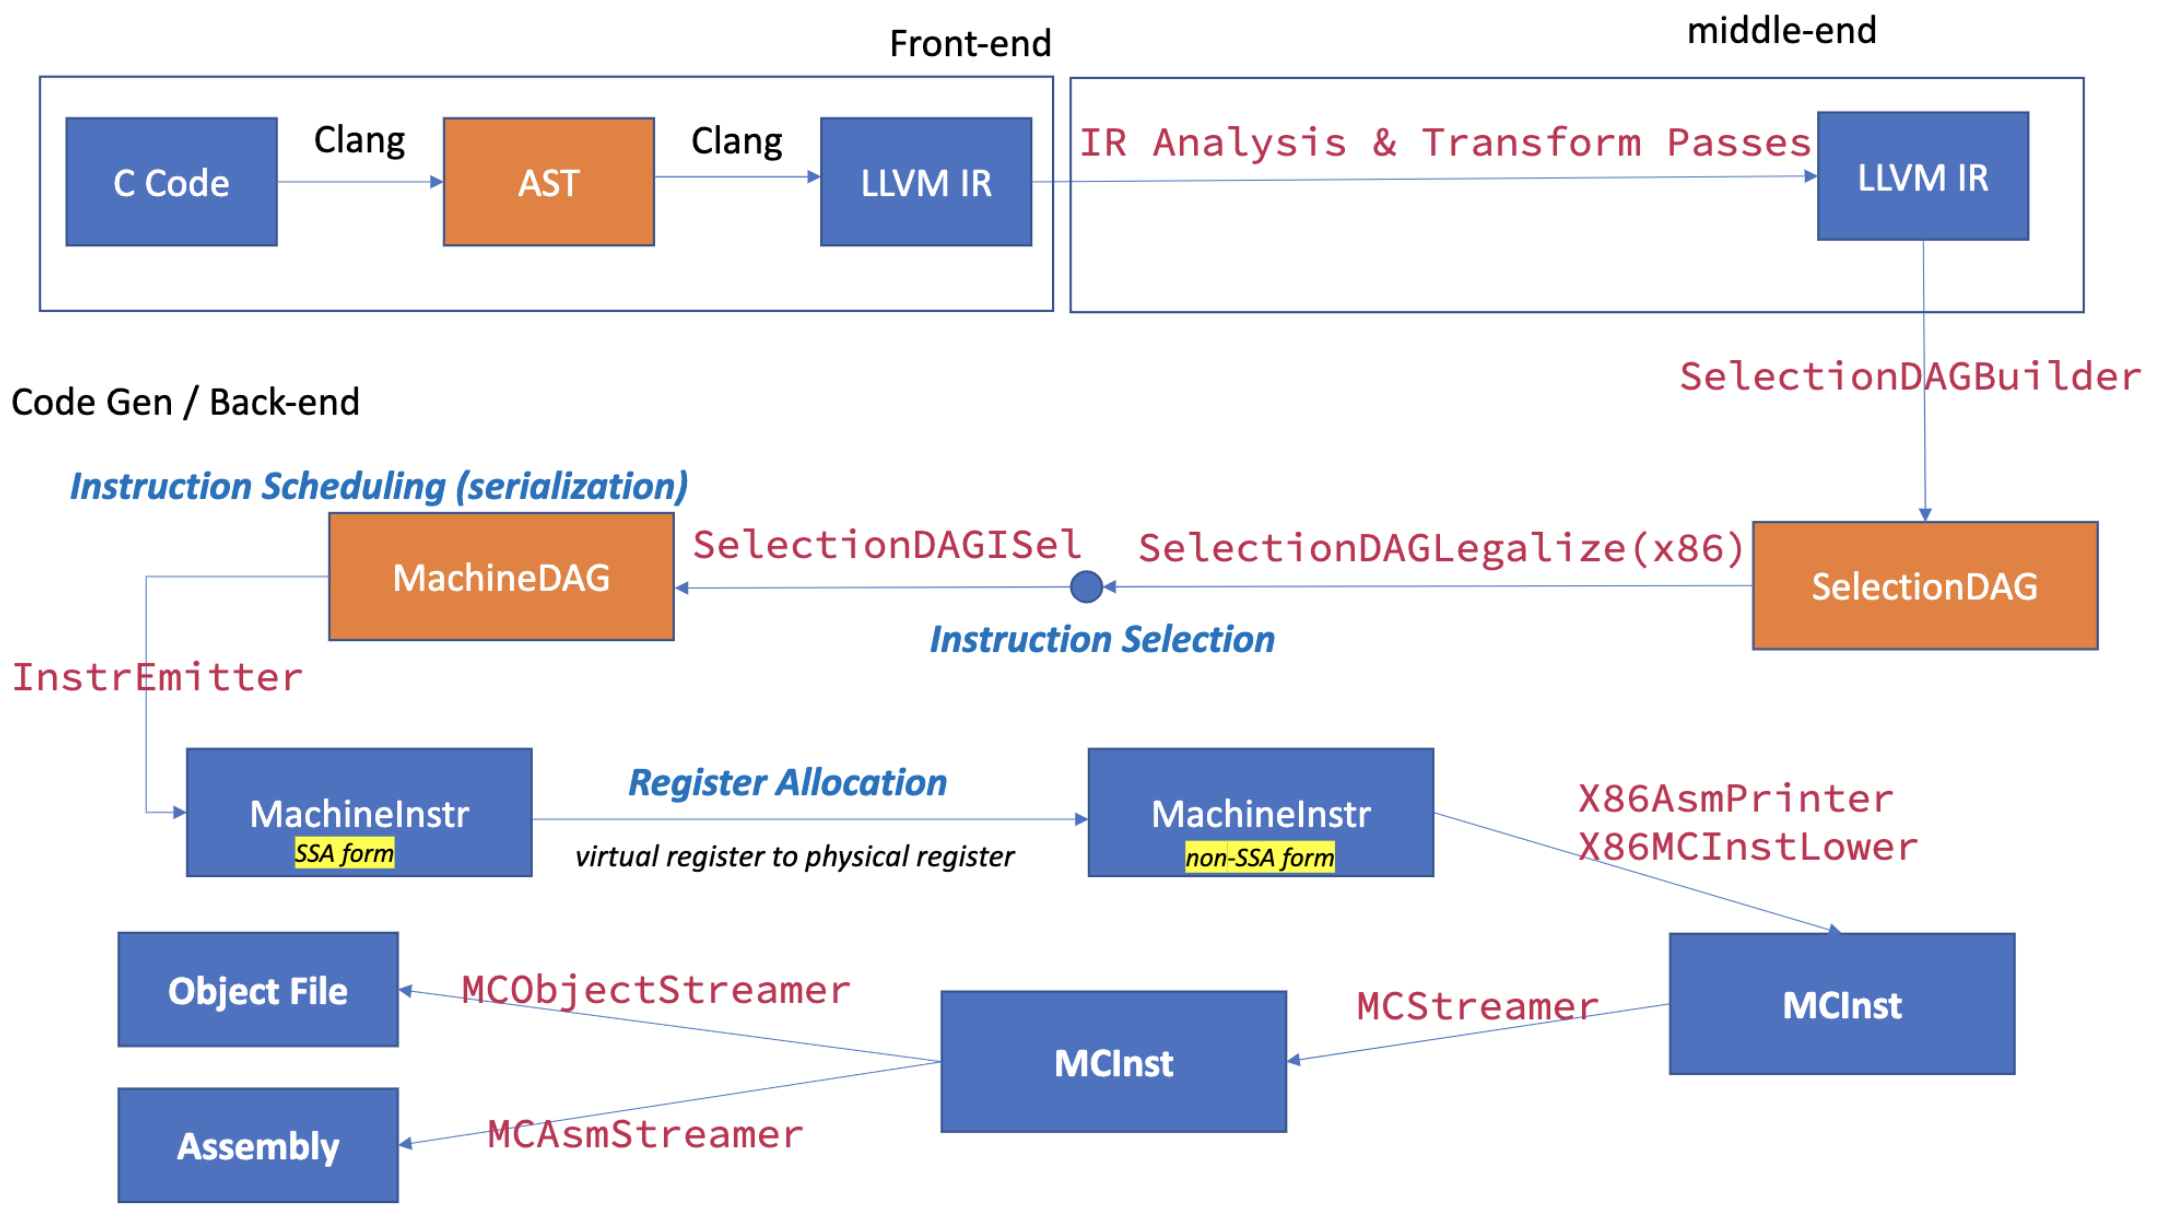 Front-end
middle-end
C Code
Clang
AST
Clang
LLVM IR
IR Analysis & Transform Passes
LLVM IR
SelectionDAGBuilder
Code Gen / Back-end
Instruction Scheduling (serialization)
MachineDAG
SelectionDAGISel
SelectionDAGLegalize(x86)
SelectionDAG
Instruction Selection
InstrEmitter
MachineInstr
SSA form
Register Allocation
virtual register to physical register
MachineInstr
non-SSA form
X86AsmPrinter
X86MCInstLower
Object File
MCObjectStreamer
MCInst
MCStreamer
MCInst
Assembly
MCAsmStreamer